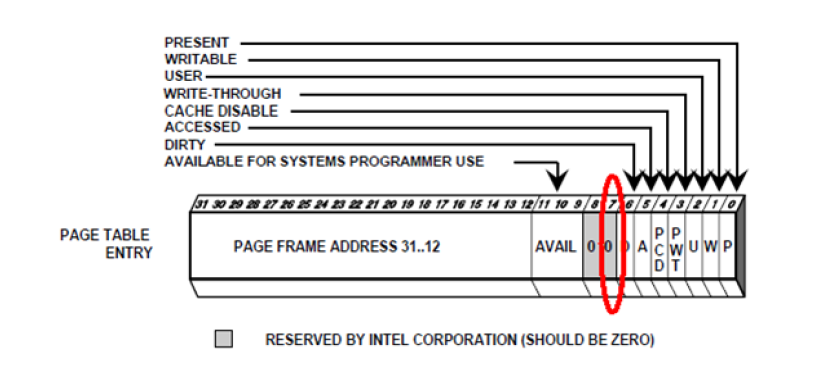 PRESENT
WRITABLE
USER
WRITE-THROUGH
CACHE DISABLE
ACCESSED
DIRTY
AVAILABLE FOR SYSTEMS PROGRAMMER USE
31 30 29 28 27 26 25 24 23 22 21 20 19 18 17 16 15 14 13 12 11 10 9 8 7 6 5 4 3 2 1 0
PAGE TABLE
ENTRY
PAGE FRAME ADDRESS 31..12 AVAIL 0 0 D A PCD PWT U W P
RESERVED BY INTEL CORPORATION (SHOULD BE ZERO)